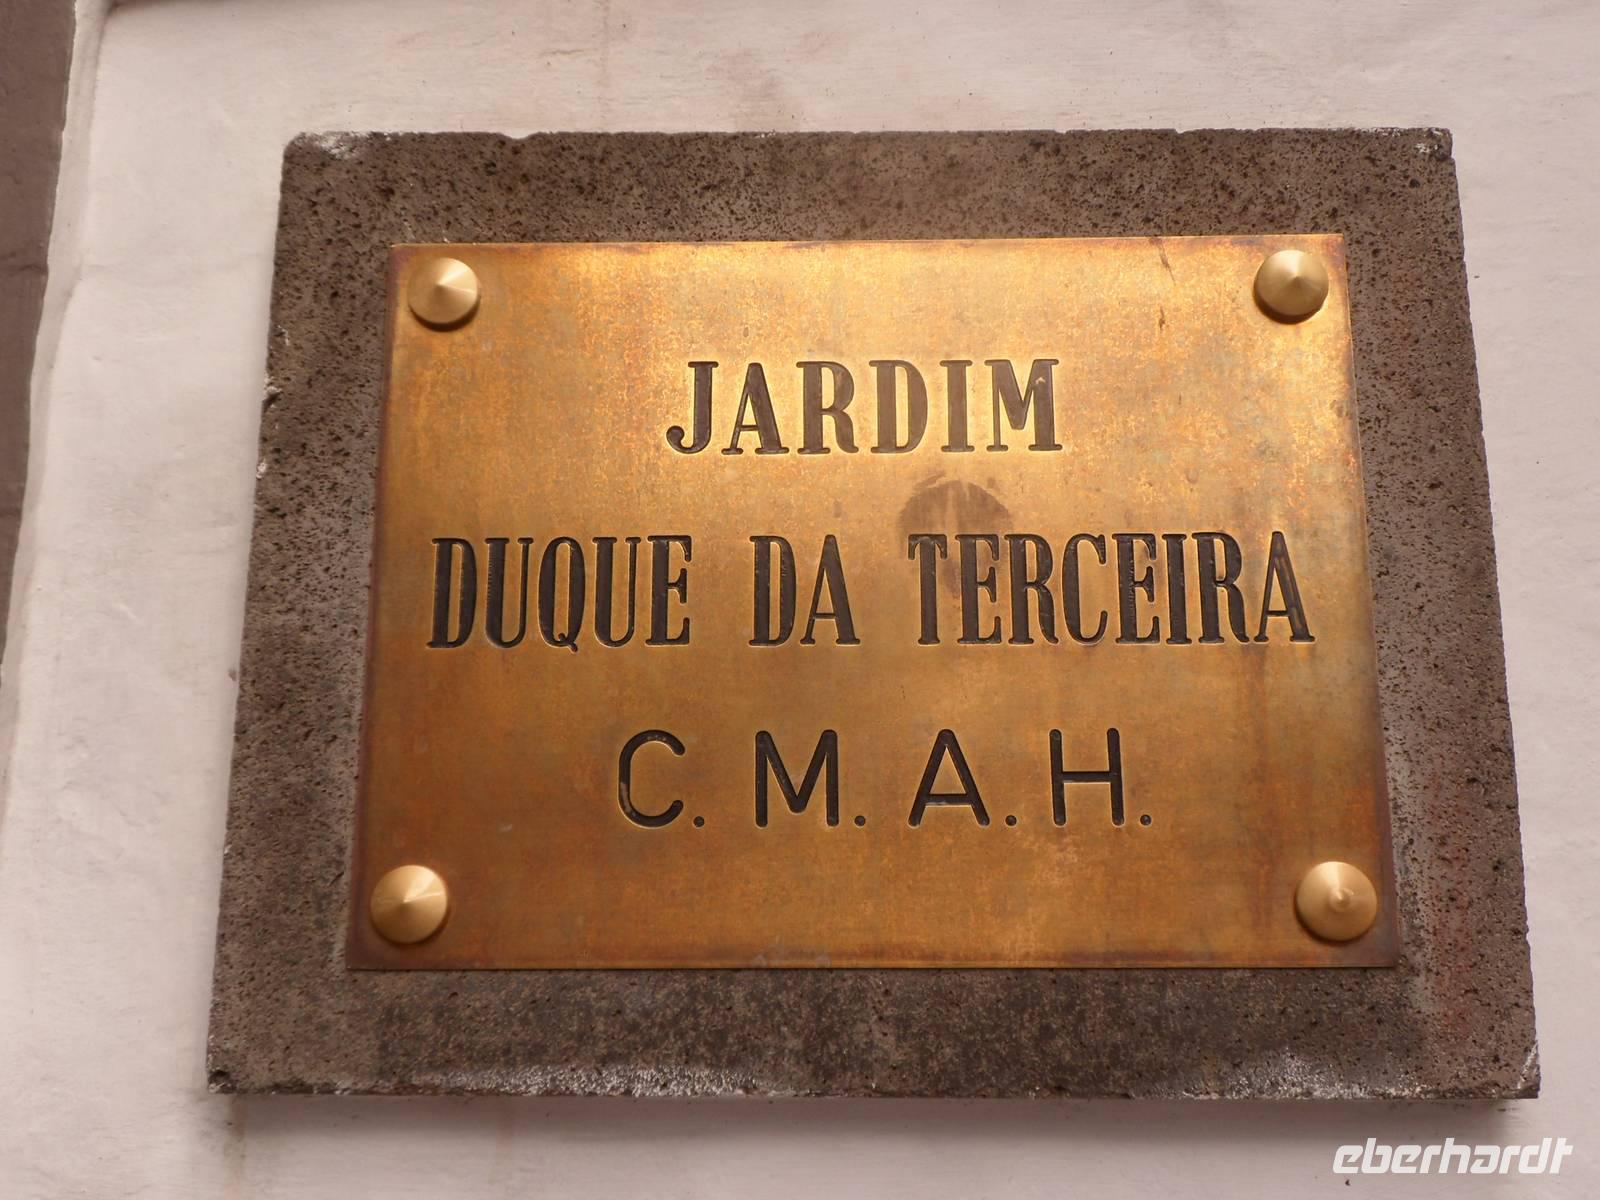 JARDIM
DUQUE DA TERCEIRA
C. M. A. H.
eberhardt